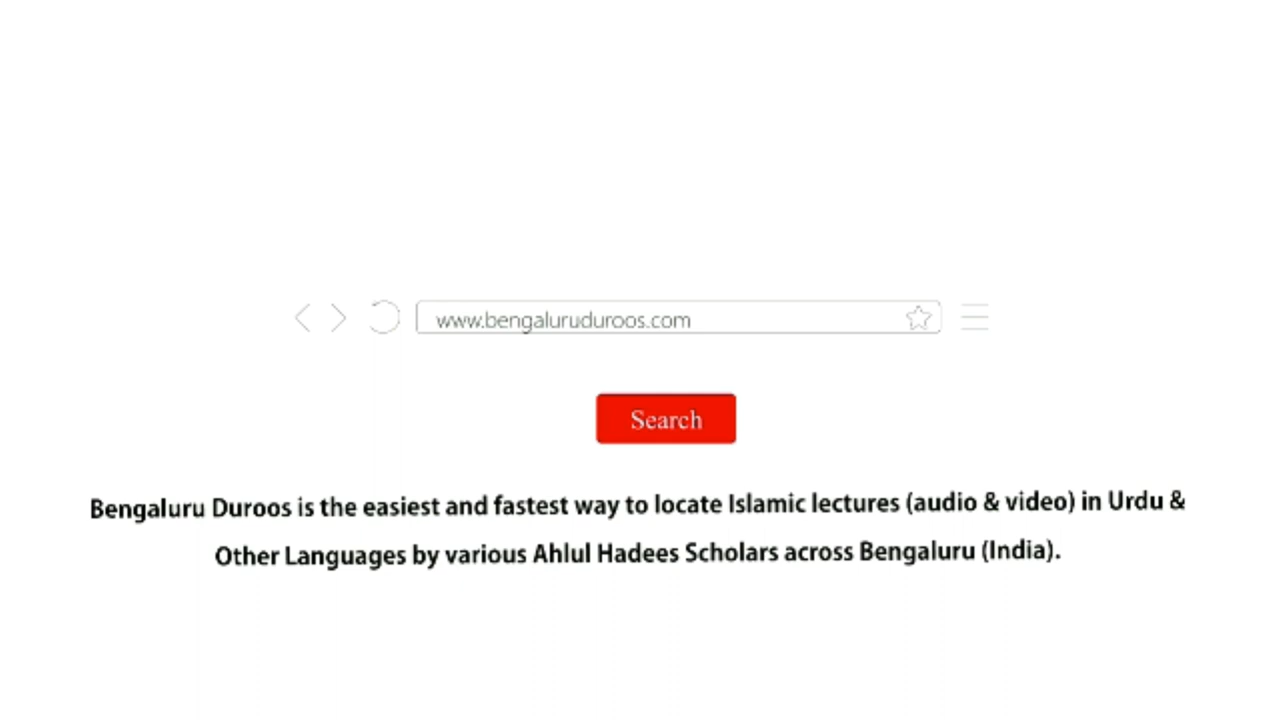 www.bengaluruduroos.com
Search
Bengaluru Duroos is the easiest and fastest way to locate Islamic lectures (audio & video) in Urdu &
Other Languages by various Ahlul Hadees Scholars across Bengaluru (India).